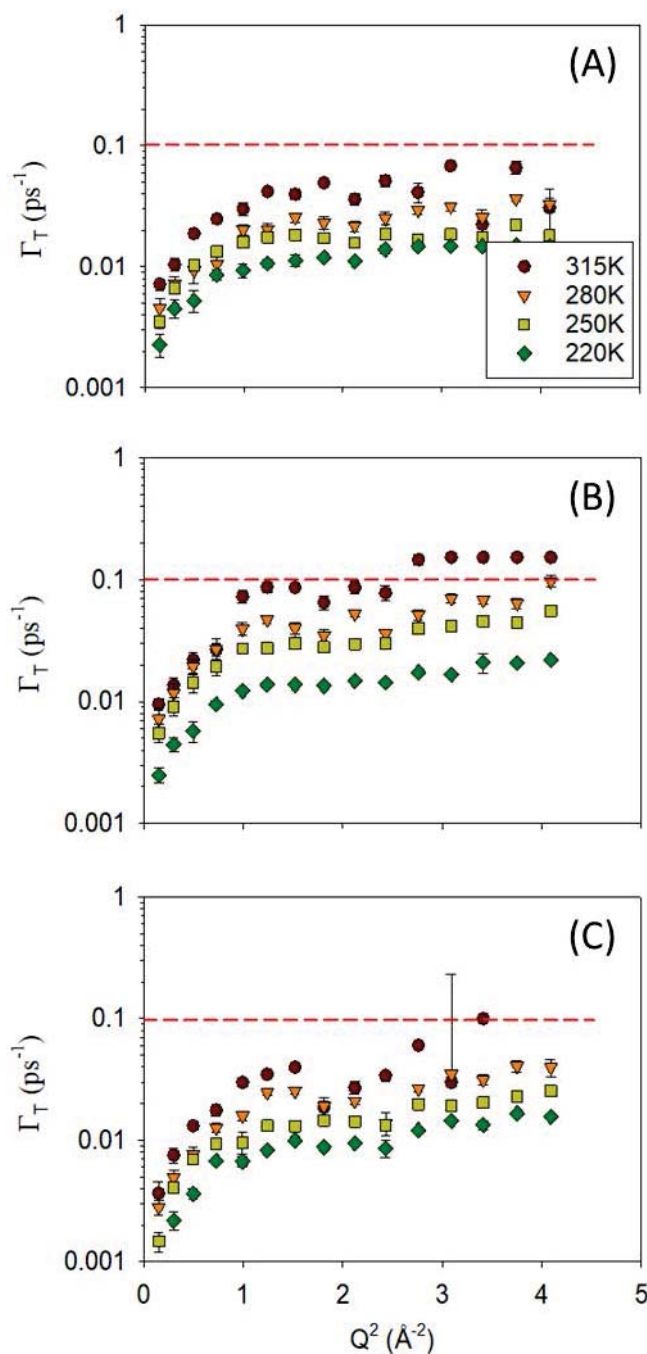 1
(A)
0.1
Γ_T (ps⁻¹)
0.01
315K
280K
250K
220K
0.001
1
(B)
0.1
Γ_T (ps⁻¹)
0.01
0.001
1
(C)
0.1
Γ_T (ps⁻¹)
0.01
0.001
0 1 2 3 4 5
Q² (Å⁻²)